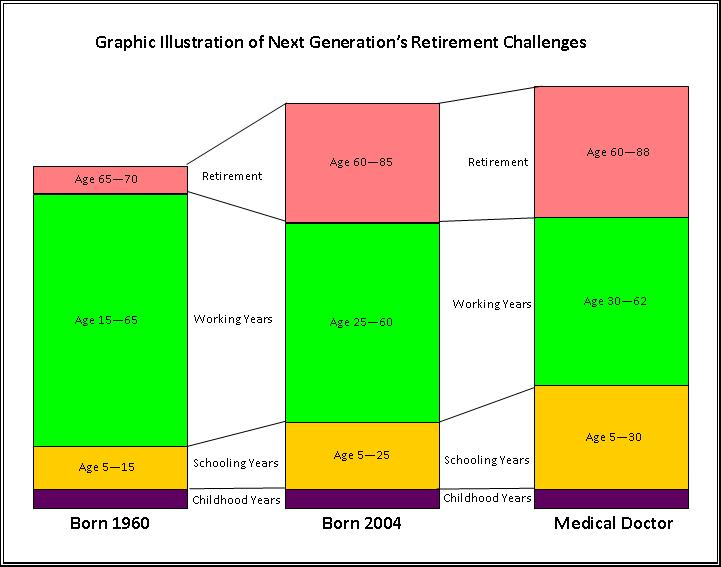 Graphic Illustration of Next Generation’s Retirement Challenges
Age 65—70
Retirement
Age 60—85
Retirement
Age 60—88
Age 15—65
Working Years
Age 25—60
Working Years
Age 30—62
Age 5—15
Schooling Years
Age 5—25
Schooling Years
Age 5—30
Childhood Years
Childhood Years
Born 1960
Born 2004
Medical Doctor